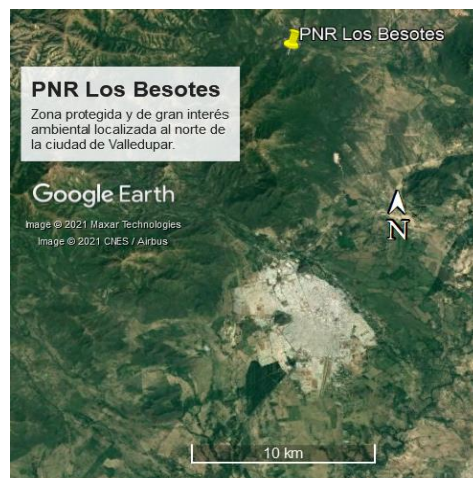 PNR Los Besotes
PNR Los Besotes
Zona protegida y de gran interés
ambiental localizada al norte de
la ciudad de Valledupar.
Google Earth
Image © 2021 Maxar Technologies
Image © 2021 CNES / Airbus
N
10 km